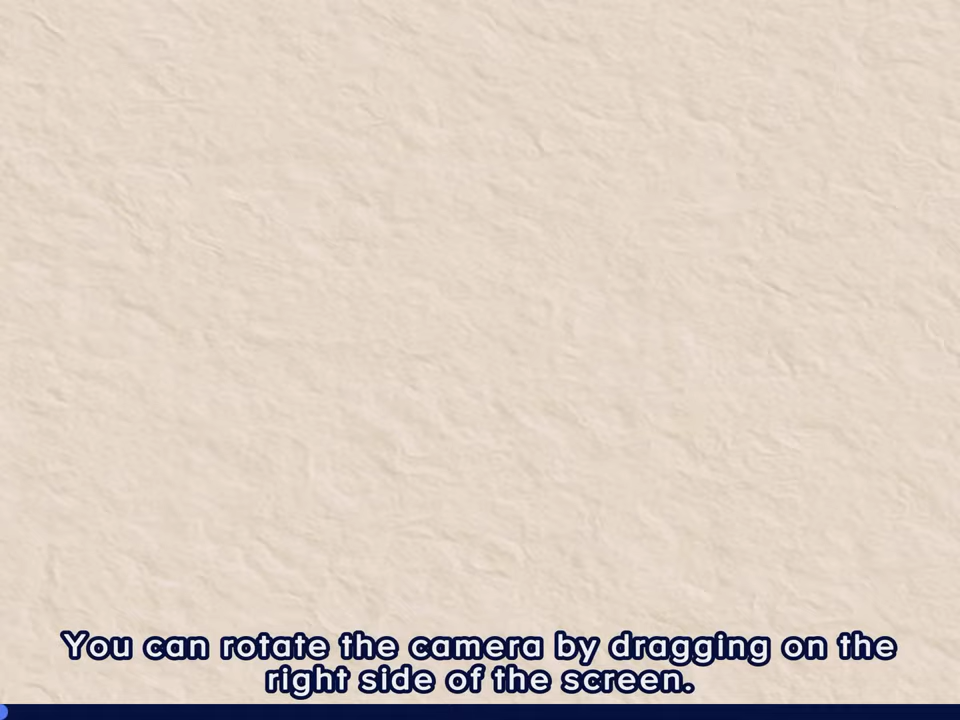 You can rotate the camera by dragging on the
right side of the screen.